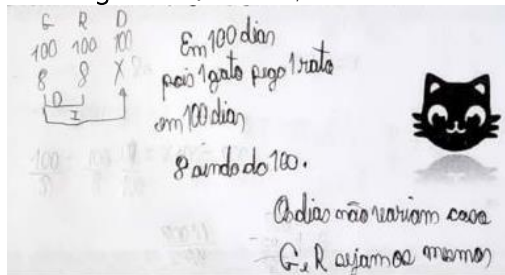 G R D
100 100 100
8 8 X
D
I
Em 100 dias
pois 1 gato pega 1 rato
em 100 dias
8 ainda do 100.
Os dias não variam caso
G e R sejam os mesmos